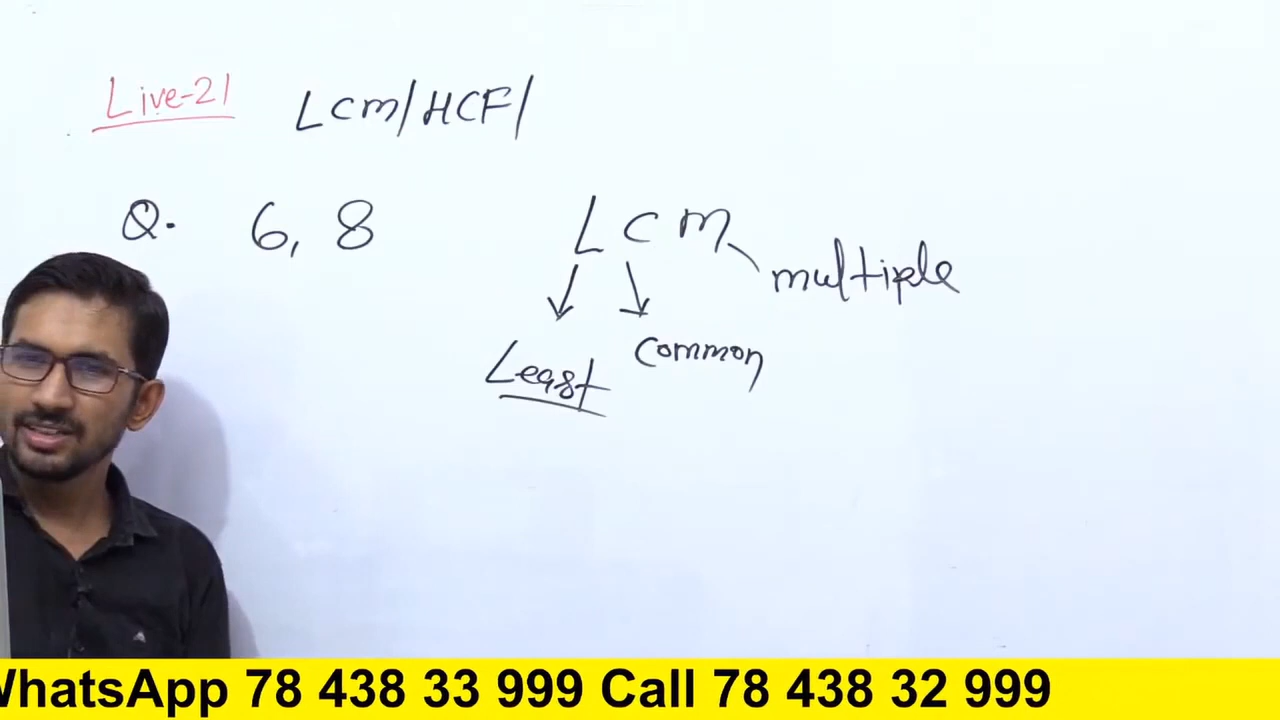 Live-21 LCM/HCF/
Q. 6, 8 LCM
multiple
Least common
WhatsApp 78 438 33 999 Call 78 438 32 999